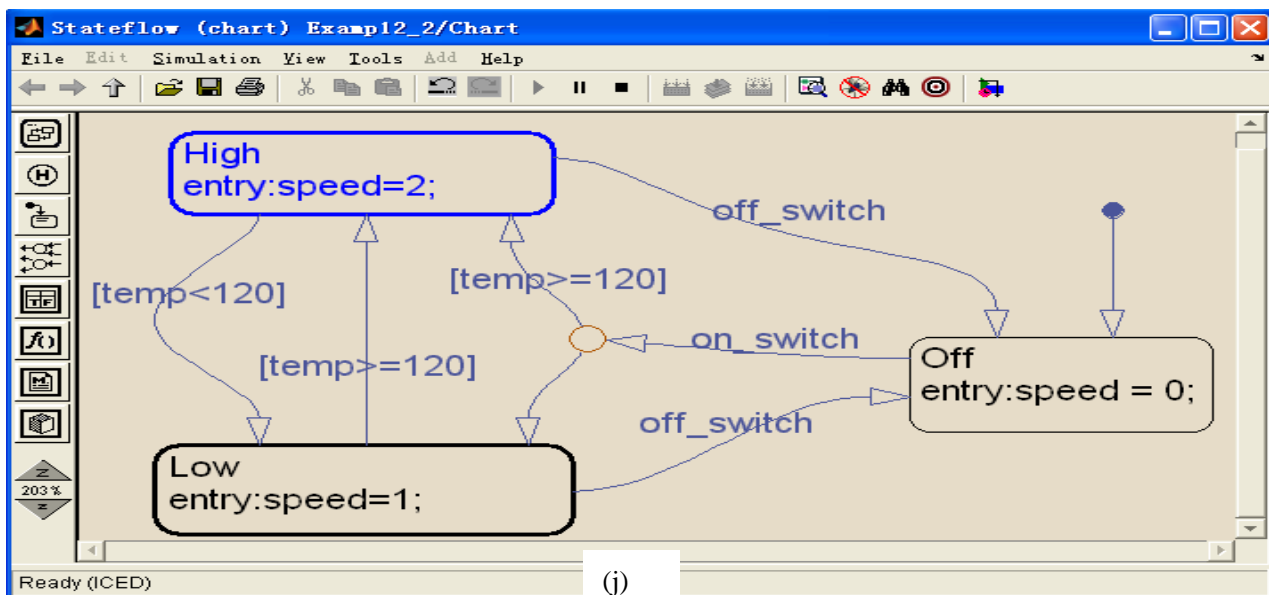 Stateflow (chart) Examp12_2/Chart
File Edit Simulation View Tools Add Help
High
entry:speed=2;
off_switch
[temp<120]
[temp>=120]
on_switch
[temp>=120]
Off
entry:speed = 0;
off_switch
Low
entry:speed=1;
H
TF
f()
M
Z
203%
Z
Ready (ICED)
(j)